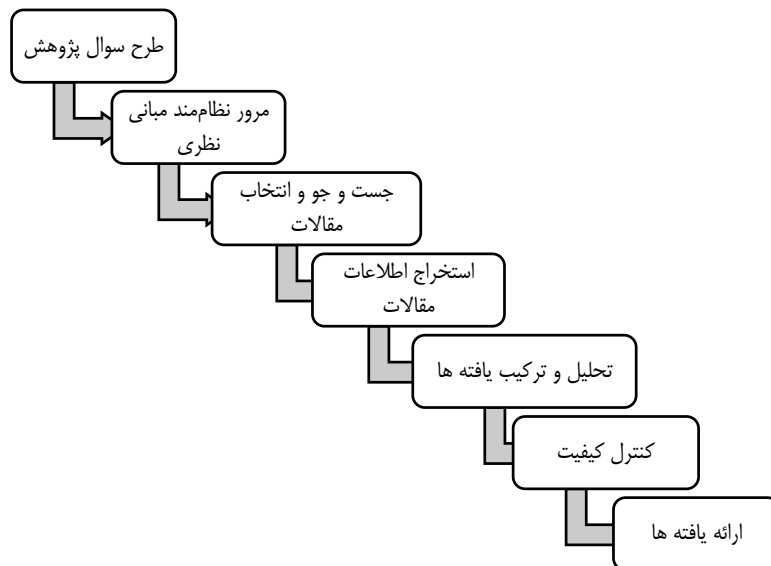 طرح سوال پژوهش
مرور نظام‌مند مبانی
نظری
جست و جو و انتخاب
مقالات
استخراج اطلاعات
مقالات
تحلیل و ترکیب یافته ها
کنترل کیفیت
ارائه یافته ها